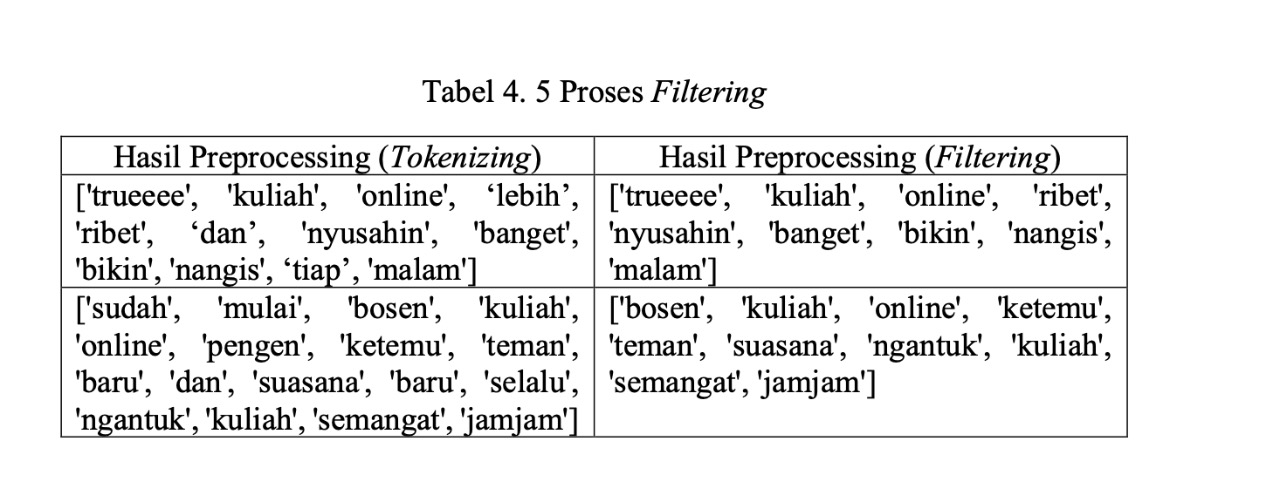 Tabel 4. 5 Proses Filtering
Hasil Preprocessing (Tokenizing)
Hasil Preprocessing (Filtering)
['trueeee', 'kuliah', 'online', ‘lebih’,
'ribet', ‘dan’, 'nyusahin', 'banget',
'bikin', 'nangis', ‘tiap’, 'malam']
['trueeee', 'kuliah', 'online', 'ribet',
'nyusahin', 'banget', 'bikin', 'nangis',
'malam']
['sudah', 'mulai', 'bosen', 'kuliah',
'online', 'pengen', 'ketemu', 'teman',
'baru', 'dan', 'suasana', 'baru', 'selalu',
'ngantuk', 'kuliah', 'semangat', 'jamjam']
['bosen', 'kuliah', 'online', 'ketemu',
'teman', 'suasana', 'ngantuk', 'kuliah',
'semangat', 'jamjam']